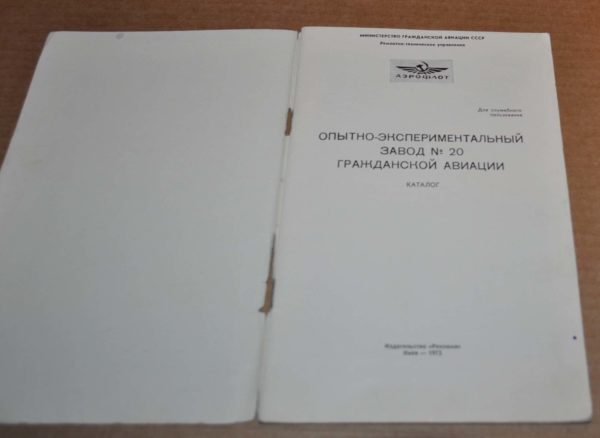 МИНИСТЕРСТВО ГРАЖДАНСКОЙ АВИАЦИИ СССР
Ремонтно-техническое управление
АЭРОФЛОТ
Для служебного
пользования
ОПЫТНО-ЭКСПЕРИМЕНТАЛЬНЫЙ
ЗАВОД № 20
ГРАЖДАНСКОЙ АВИАЦИИ
КАТАЛОГ
Издательство «Реклама»
Киев — 1973